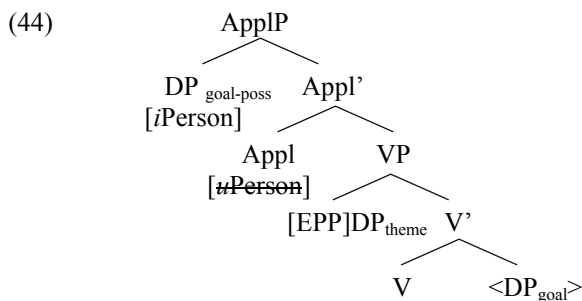 (44) ApplP
DP goal-poss Appl’
[iPerson]
Appl VP
[uPerson]
[EPP]DPtheme V’
V <DPgoal>